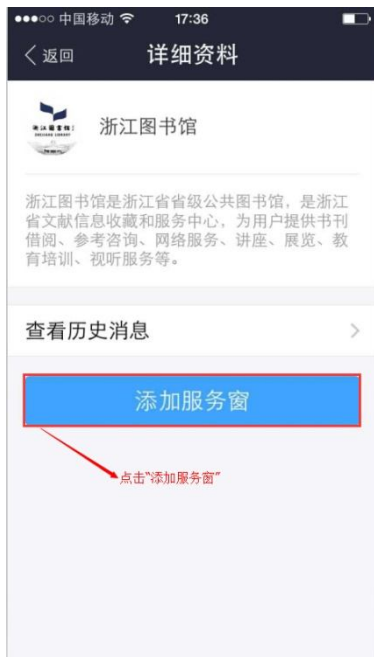 中国移动 17:36
返回 详细资料
浙江图书馆
浙江图书馆是浙江省省级公共图书馆，是浙江
省文献信息收藏和服务中心，为用户提供书刊
借阅、参考咨询、网络服务、讲座、展览、教
育培训、视听服务等。
查看历史消息
添加服务窗
点击“添加服务窗”